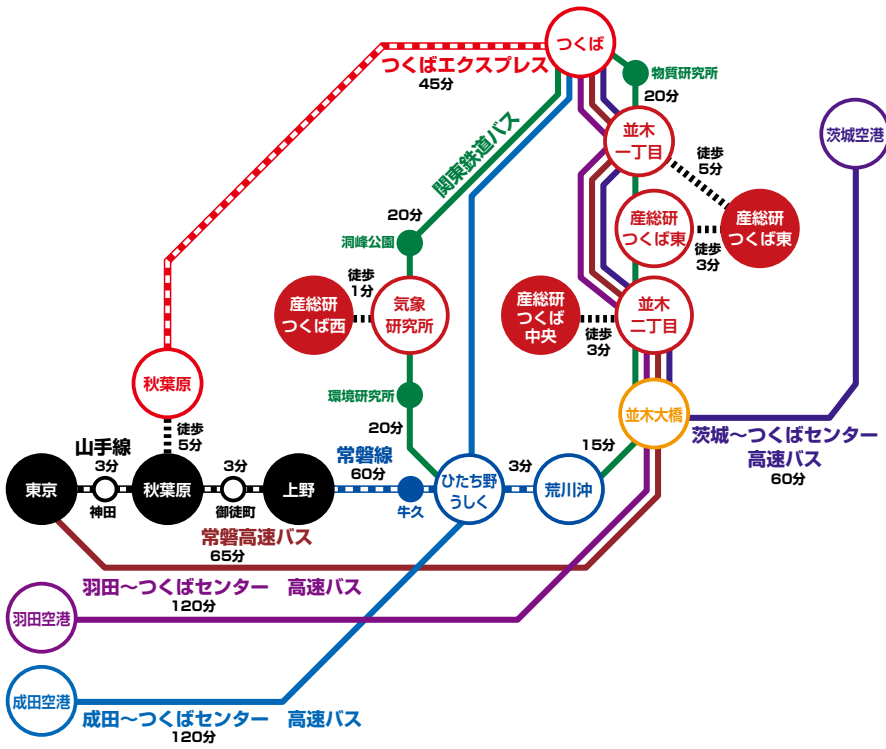 つくば
つくばエクスプレス
45分
物質研究所
20分
並木
一丁目
茨城空港
徒歩
5分
関東鉄道バス
20分
洞峰公園
産総研
つくば東
徒歩
3分
産総研
つくば東
徒歩
1分
産総研
つくば西
気象
研究所
産総研
つくば
中央
徒歩
3分
並木
二丁目
秋葉原
環境研究所
並木大橋
徒歩
5分
20分
15分
茨城～つくばセンター
高速バス
60分
山手線
3分
3分
常磐線
60分
3分
東京
神田
秋葉原
御徒町
上野
牛久
ひたち野
うしく
荒川沖
常磐高速バス
65分
羽田～つくばセンター 高速バス
120分
羽田空港
成田空港
成田～つくばセンター 高速バス
120分